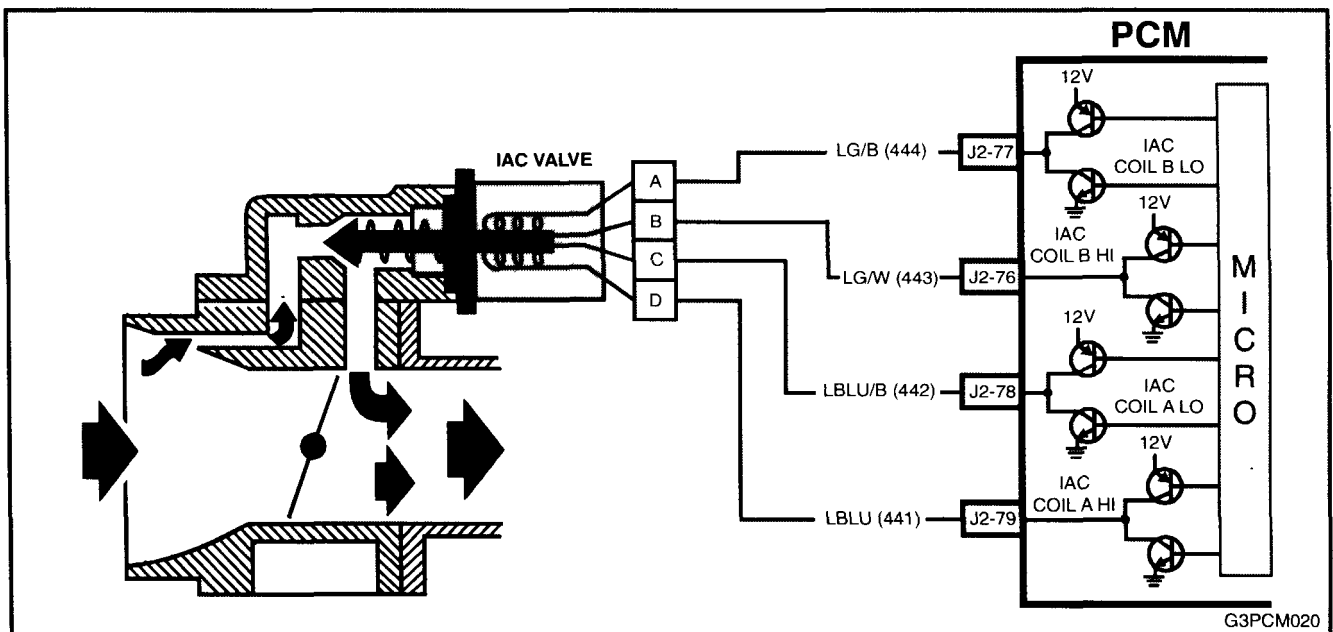 PCM
12V
IAC VALVE
A
B
C
D
LG/B (444)
J2-77
IAC
COIL B LO
12V
LG/W (443)
J2-76
IAC
COIL B HI
12V
LBLU/B (442)
J2-78
IAC
COIL A LO
12V
LBLU (441)
J2-79
IAC
COIL A HI
MICRO
G3PCM020